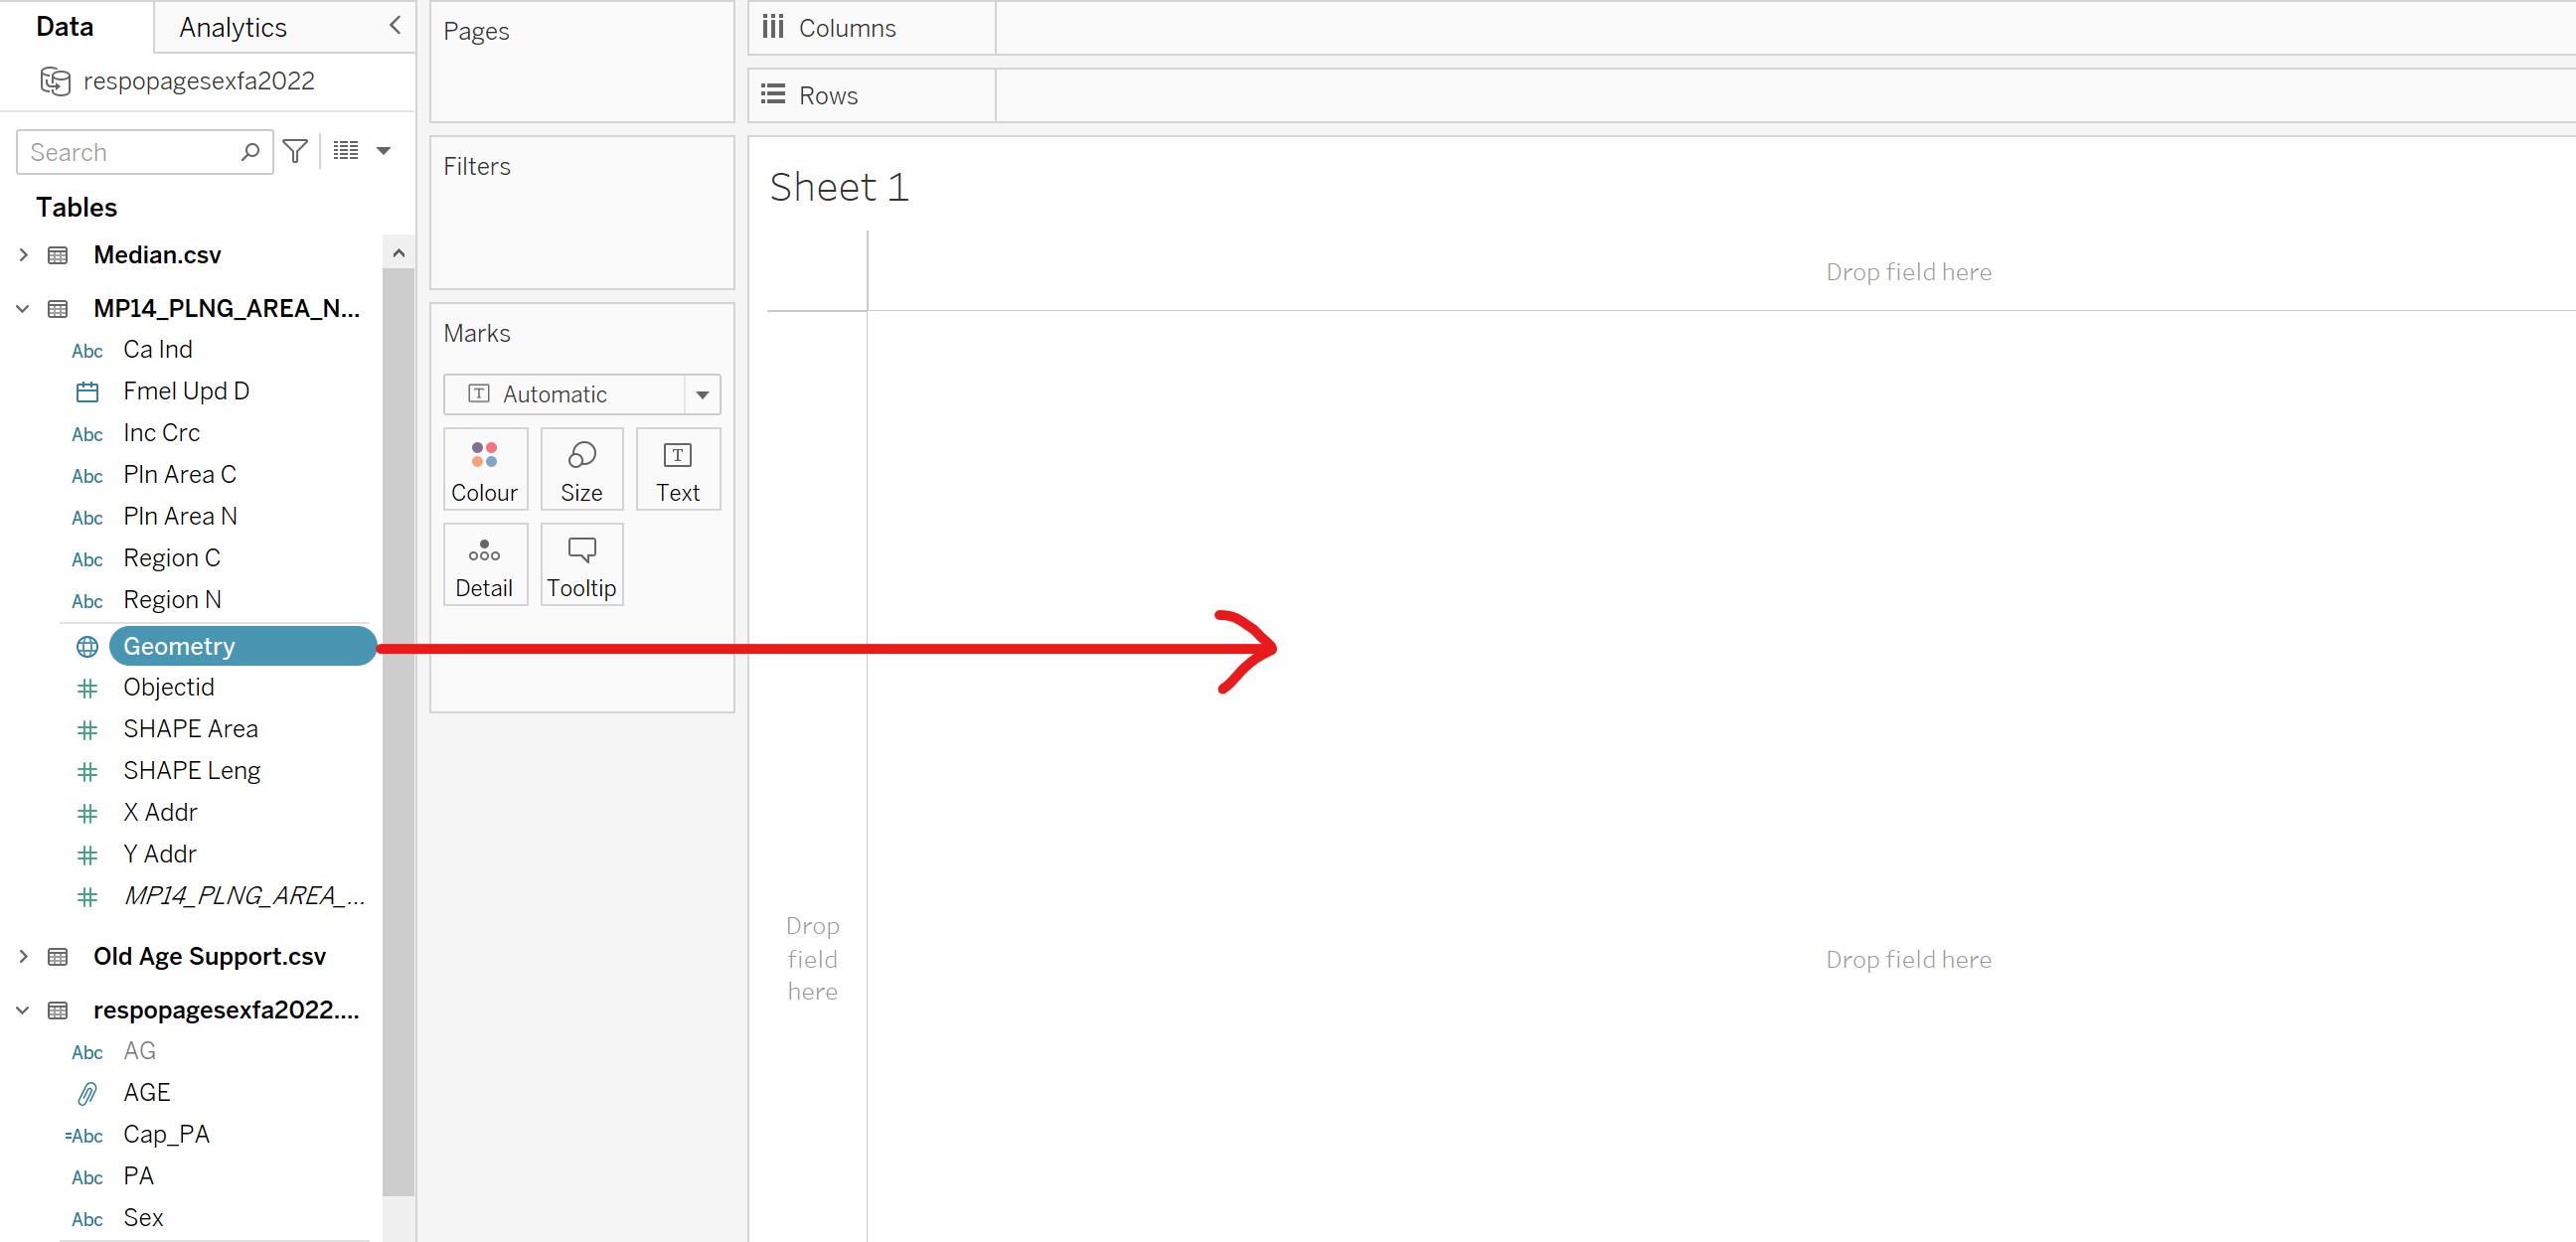 Data
Analytics
respopagesexfa2022
Search
Tables
Median.csv
MP14_PLNG_AREA_N...
Abc Ca Ind
Fmel Upd D
Abc Inc Crc
Abc Pln Area C
Abc Pln Area N
Abc Region C
Abc Region N
Geometry
Objectid
SHAPE Area
SHAPE Leng
X Addr
Y Addr
MP14_PLNG_AREA_...
Old Age Support.csv
respopagesexfa2022....
Abc AG
AGE
=Abc Cap_PA
Abc PA
Abc Sex
Pages
Filters
Marks
T Automatic
Colour
Size
T
Text
Detail
Tooltip
Columns
Rows
Sheet 1
Drop field here
Drop
field
here
Drop field here